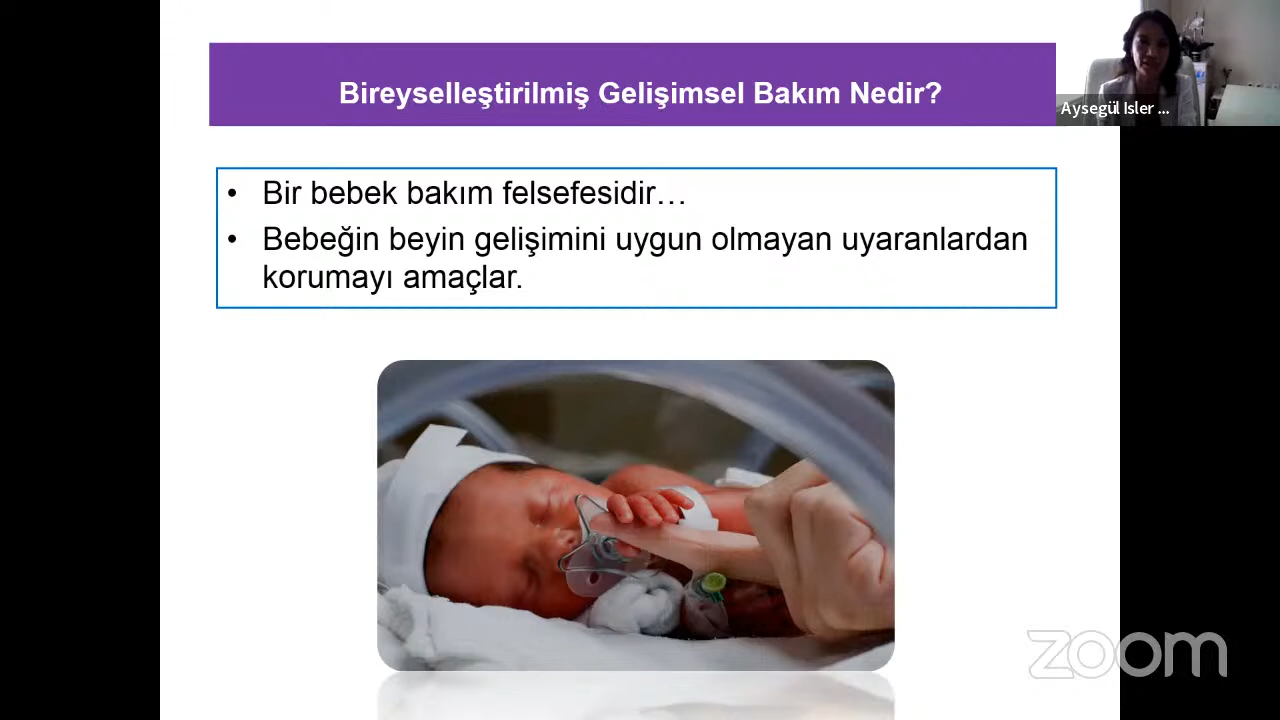 Bireyselleştirilmiş Gelişimsel Bakım Nedir?
Aysegül Isler ...
• Bir bebek bakım felsefesidir…
• Bebeğin beyin gelişimini uygun olmayan uyaranlardan
korumayı amaçlar.
zoom